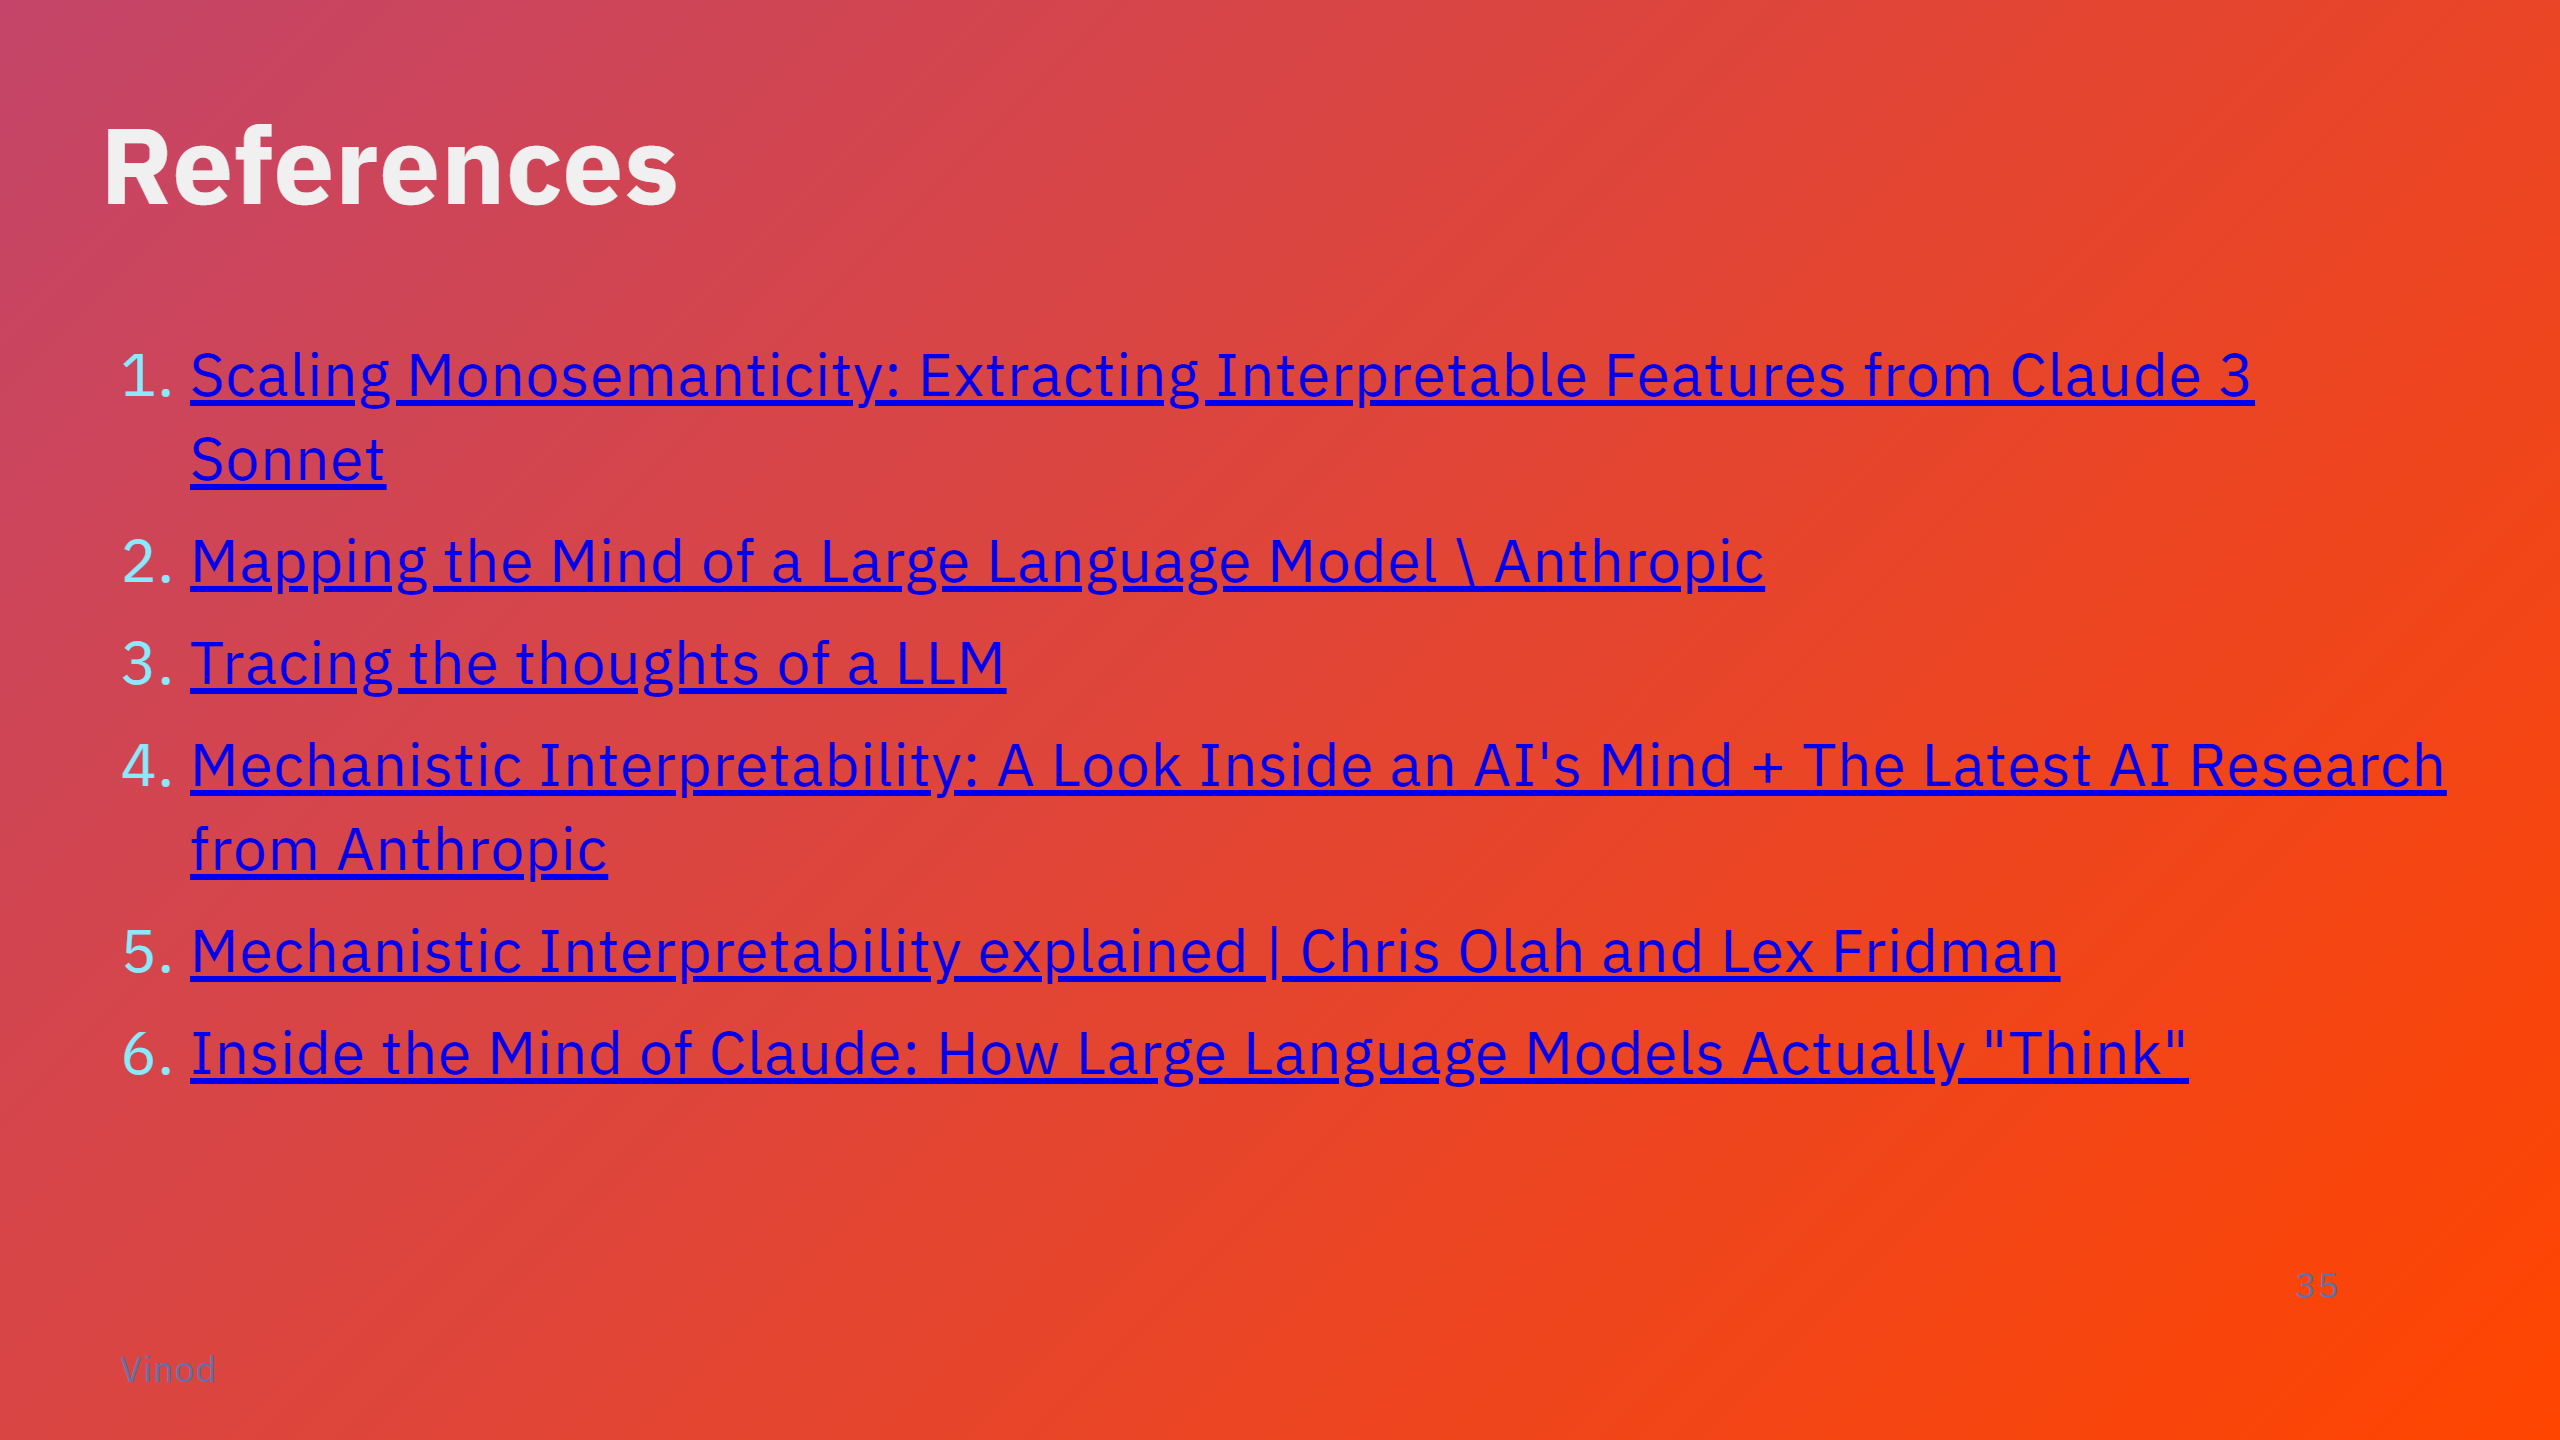 References
1. Scaling Monosemanticity: Extracting Interpretable Features from Claude 3
Sonnet
2. Mapping the Mind of a Large Language Model \ Anthropic
3. Tracing the thoughts of a LLM
4. Mechanistic Interpretability: A Look Inside an AI's Mind + The Latest AI Research
from Anthropic
5. Mechanistic Interpretability explained | Chris Olah and Lex Fridman
6. Inside the Mind of Claude: How Large Language Models Actually "Think"
35
Vinod